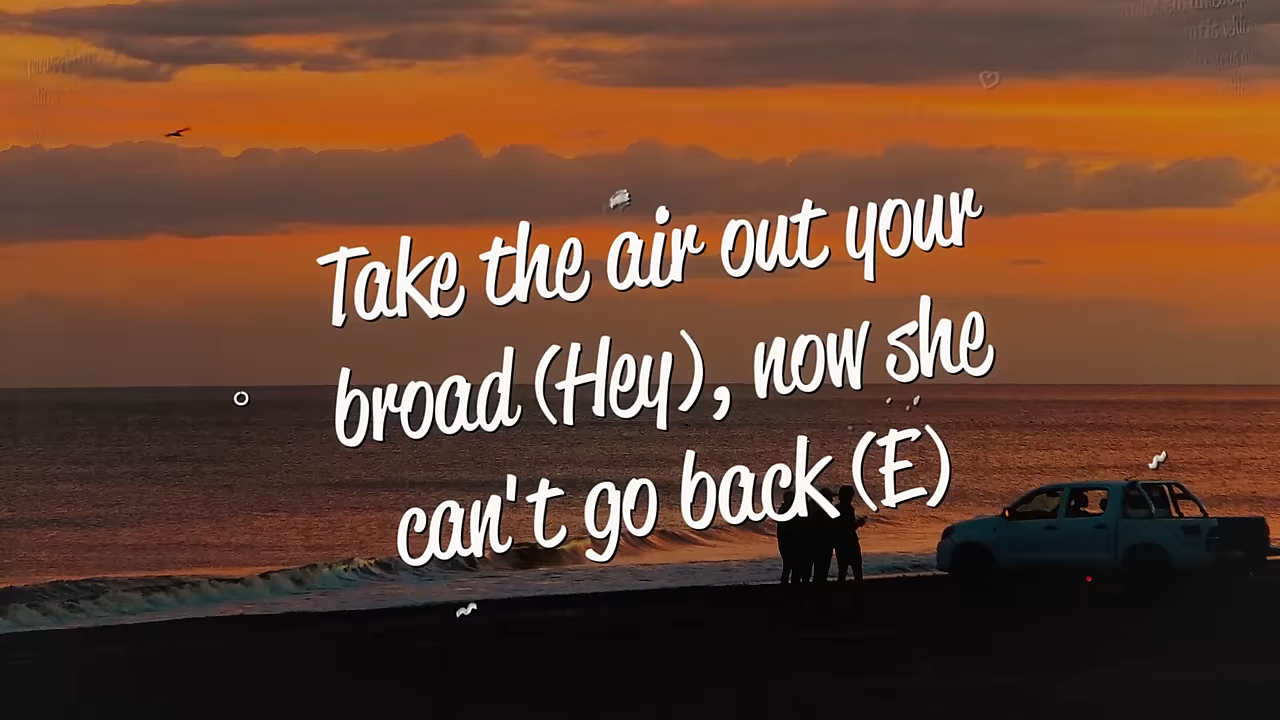 Take the air out your
broad (Hey), now she
can't go back (E)